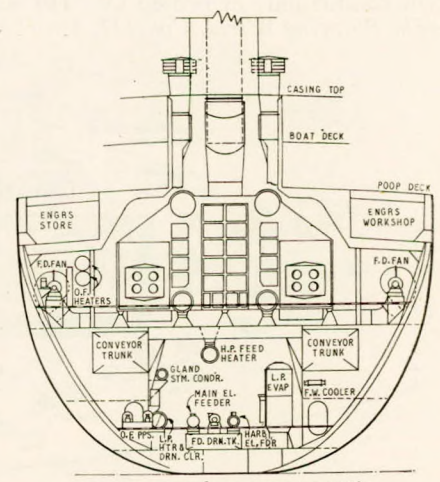 CASING TOP
BOAT DECK
POOP DECK
ENGRS
STORE
ENGRS
WORKSHOP
F.D.FAN
F.D.FAN
O.F.
HEATERS
CONVEYOR
TRUNK
H.P. FEED
HEATER
CONVEYOR
TRUNK
GLAND
STM. CONDR.
MAIN EL.
FEEDER
L.P.
EVAP
F.W. COOLER
O.F. PPS.
L.P.
HTR &
DRN. CLR.
FD. DRN. TK.
HARB.
EL. FDR